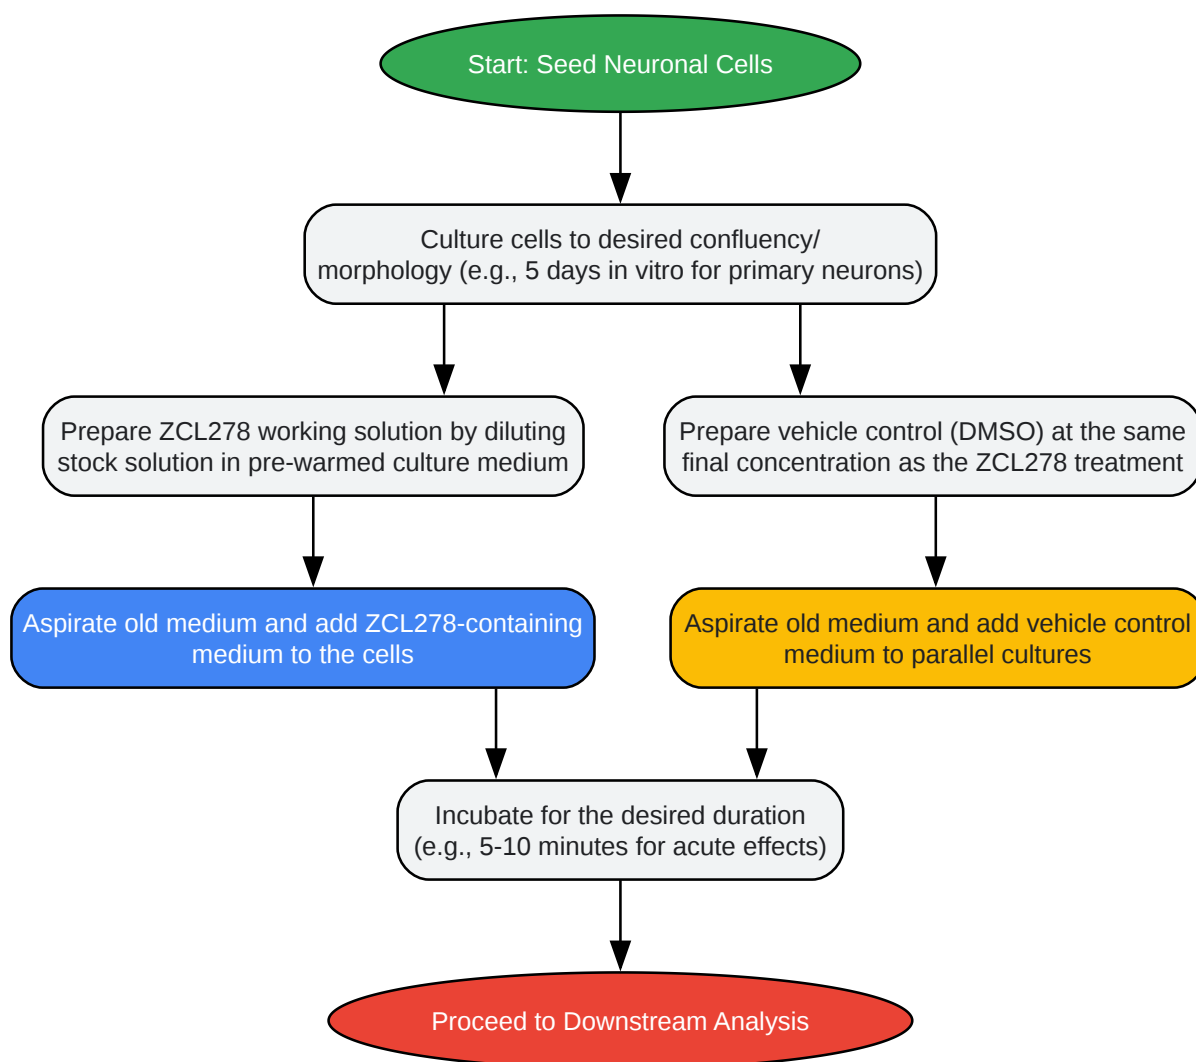 Start: Seed Neuronal Cells
Culture cells to desired confluency/
morphology (e.g., 5 days in vitro for primary neurons)
Prepare ZCL278 working solution by diluting
stock solution in pre-warmed culture medium
Prepare vehicle control (DMSO) at the same
final concentration as the ZCL278 treatment
Aspirate old medium and add ZCL278-containing
medium to the cells
Aspirate old medium and add vehicle control
medium to parallel cultures
Incubate for the desired duration
(e.g., 5-10 minutes for acute effects)
Proceed to Downstream Analysis